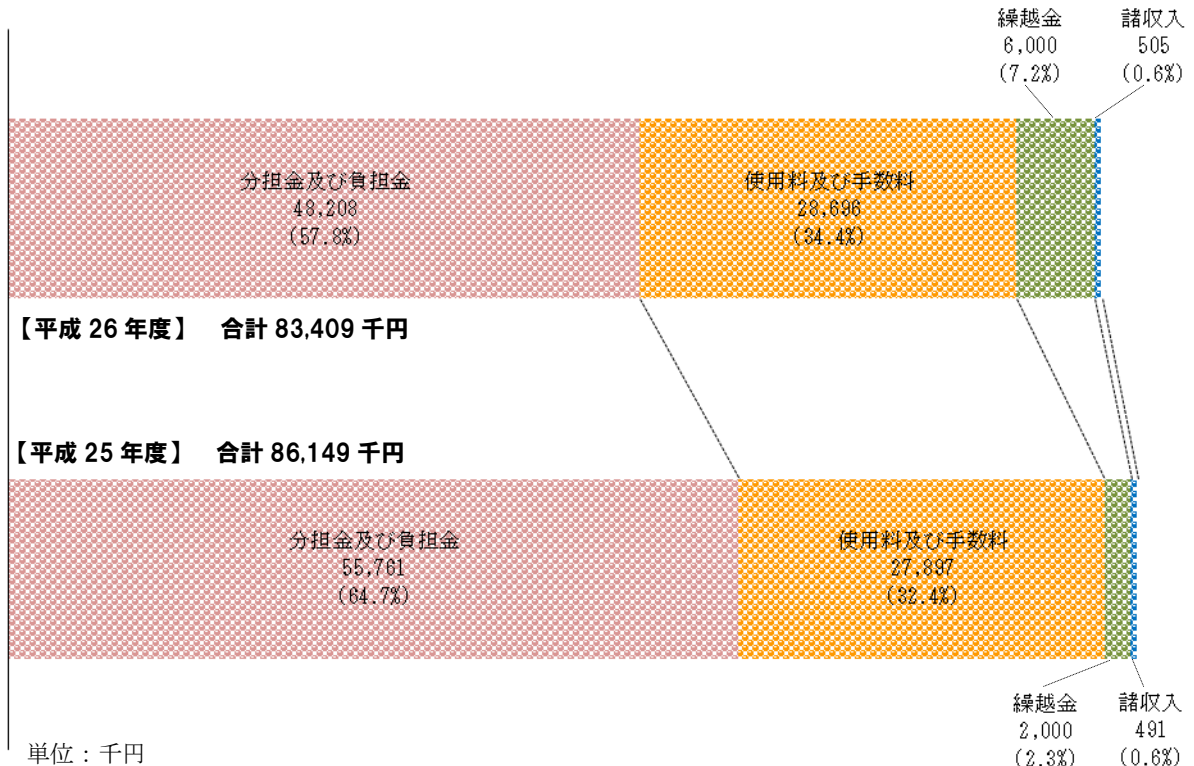 繰越金
6,000
(7.2%)
諸収入
505
(0.6%)
分担金及び負担金
48,208
(57.8%)
使用料及び手数料
28,696
(34.4%)
【平成 26 年度】 合計 83,409 千円
【平成 25 年度】 合計 86,149 千円
分担金及び負担金
55,761
(64.7%)
使用料及び手数料
27,897
(32.4%)
繰越金
2,000
(2.3%)
諸収入
491
(0.6%)
単位：千円